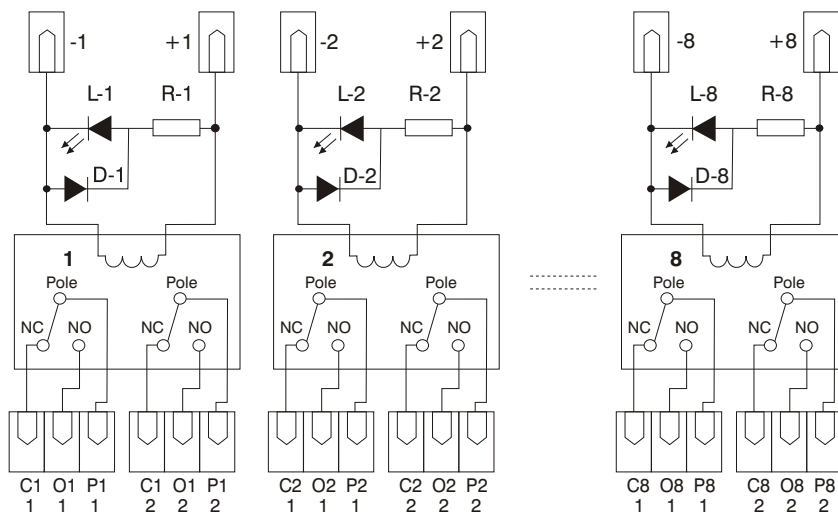 -1 +1 -2 +2 -8 +8
L-1 R-1 L-2 R-2 L-8 R-8
D-1 D-2 D-8
1 2 8
Pole Pole Pole Pole Pole Pole
NC NO NC NO NC NO NC NO NC NO NC NO
C1 O1 P1 C1 O1 P1 C2 O2 P2 C2 O2 P2 C8 O8 P8 C8 O8 P8
1 1 1 2 2 2 1 1 1 2 2 2 1 1 1 2 2 2